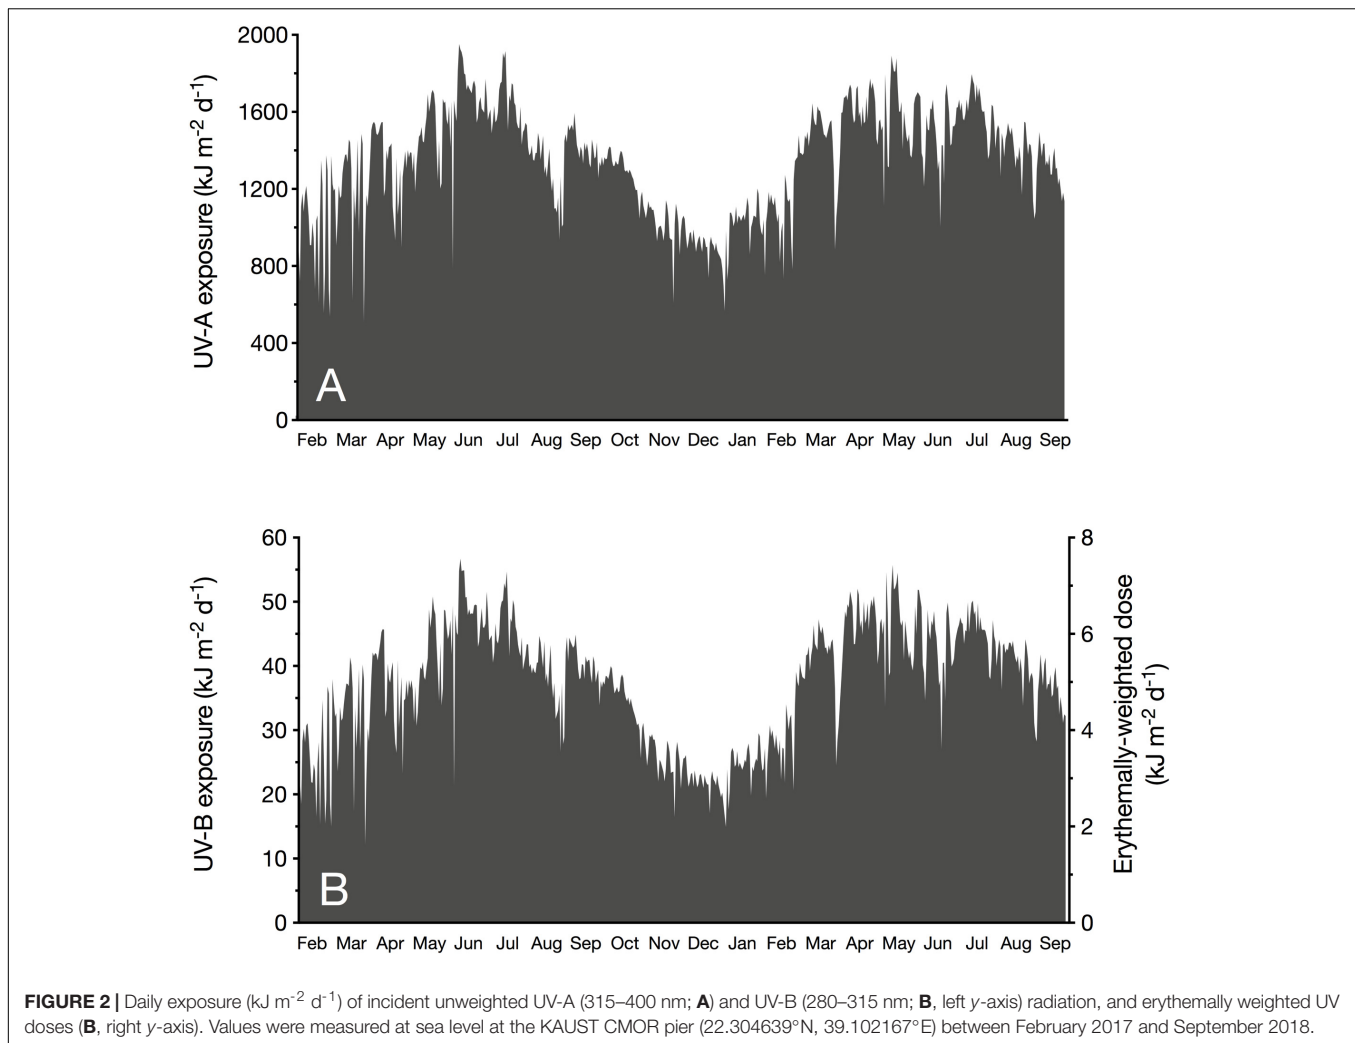 2000
1600
1200
800
400
0
UV-A exposure (kJ m-2 d-1)
A
Feb Mar Apr May Jun Jul Aug Sep Oct Nov Dec Jan Feb Mar Apr May Jun Jul Aug Sep
60
50
40
30
20
10
0
UV-B exposure (kJ m-2 d-1)
B
8
6
4
2
0
Erythemally-weighted dose
(kJ m-2 d-1)
Feb Mar Apr May Jun Jul Aug Sep Oct Nov Dec Jan Feb Mar Apr May Jun Jul Aug Sep
FIGURE 2 | Daily exposure (kJ m-2 d-1) of incident unweighted UV-A (315–400 nm; A) and UV-B (280–315 nm; B, left y-axis) radiation, and erythemally weighted UV
doses (B, right y-axis). Values were measured at sea level at the KAUST CMOR pier (22.304639°N, 39.102167°E) between February 2017 and September 2018.